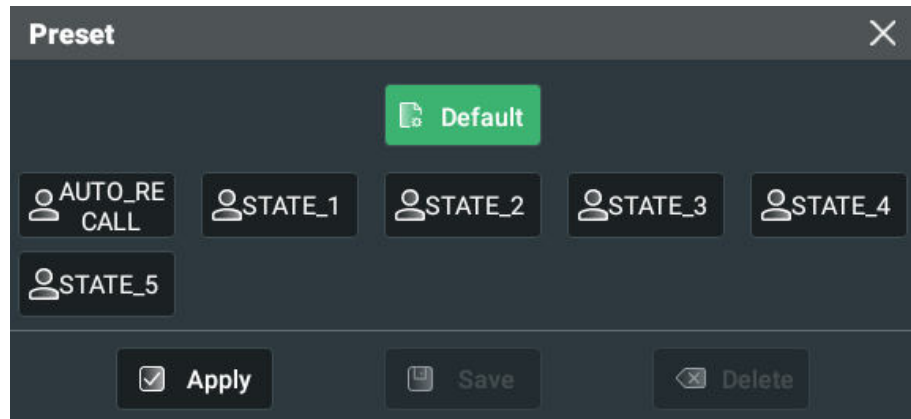 Preset
Default
AUTO_RE
CALL
STATE_1
STATE_2
STATE_3
STATE_4
STATE_5
Apply
Save
Delete